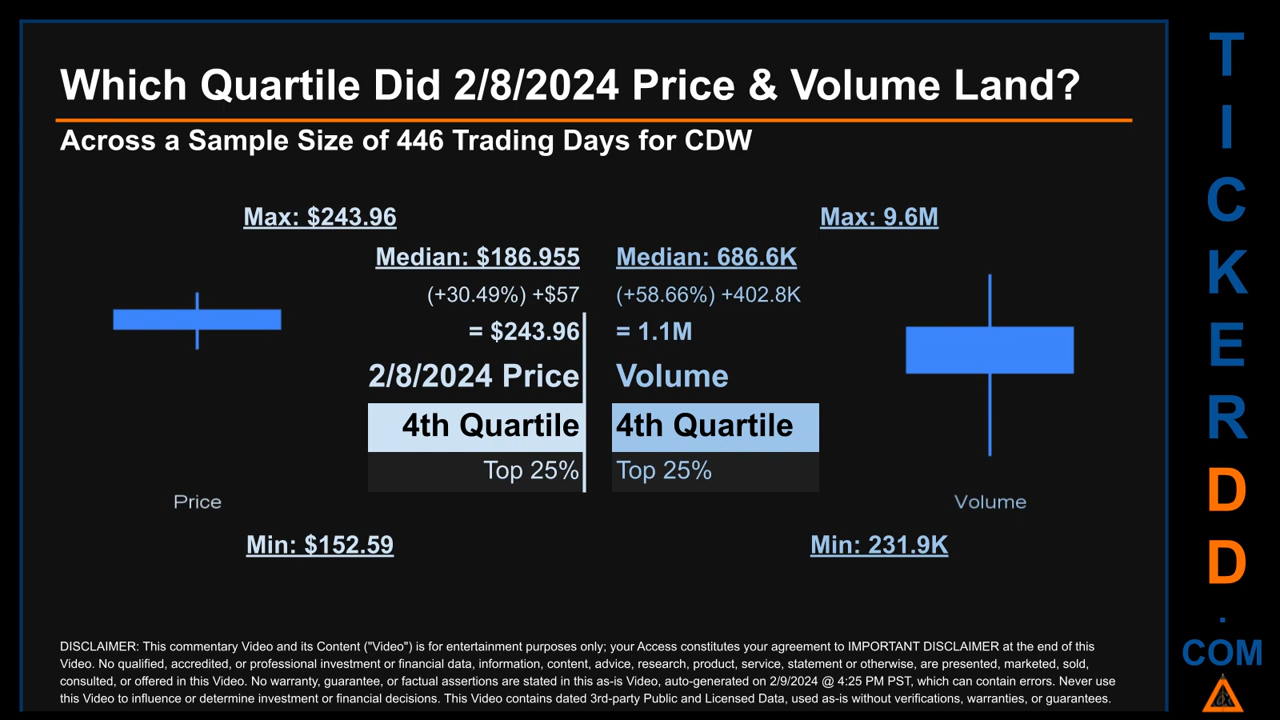 Which Quartile Did 2/8/2024 Price & Volume Land?
Across a Sample Size of 446 Trading Days for CDW
Max: $243.96
Max: 9.6M
Median: $186.955
Median: 686.6K
(+30.49%) +$57
(+58.66%) +402.8K
= $243.96
= 1.1M
2/8/2024 Price
Volume
4th Quartile
4th Quartile
Top 25%
Top 25%
Price
Volume
Min: $152.59
Min: 231.9K
DISCLAIMER: This commentary Video and its Content ("Video") is for entertainment purposes only; your Access constitutes your agreement to IMPORTANT DISCLAIMER at the end of this
Video. No qualified, accredited, or professional investment or financial data, information, content, advice, research, product, service, statement or otherwise, are presented, marketed, sold,
consulted, or offered in this Video. No warranty, guarantee, or factual assertions are stated in this as-is Video, auto-generated on 2/9/2024 @ 4:25 PM PST, which can contain errors. Never use
this Video to influence or determine investment or financial decisions. This Video contains dated 3rd-party Public and Licensed Data, used as-is without verifications, warranties, or guarantees.
T
I
C
K
E
R
D
D
.
COM